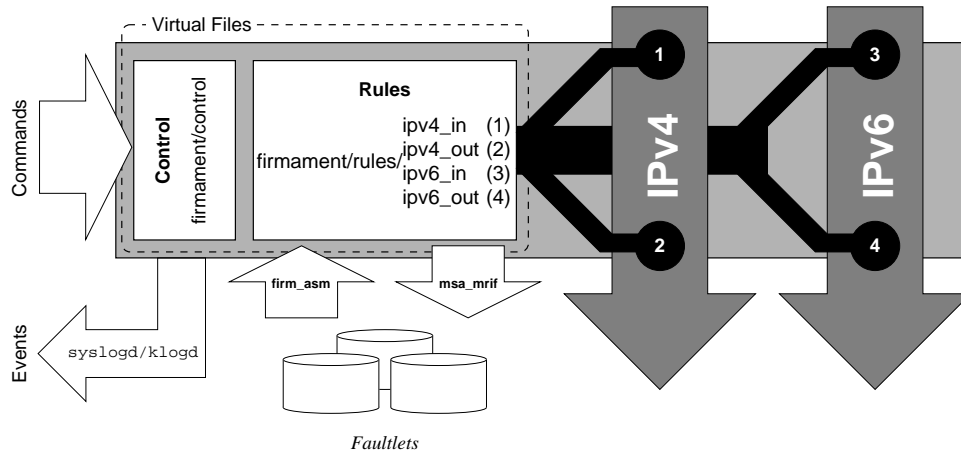 Virtual Files
Commands
Control
firmament/control
Rules
firmament/rules/
ipv4_in (1)
ipv4_out (2)
ipv6_in (3)
ipv6_out (4)
1
2
IPv4
3
4
IPv6
firm_asm
msa_mrif
Events
syslogd/klogd
Faultlets